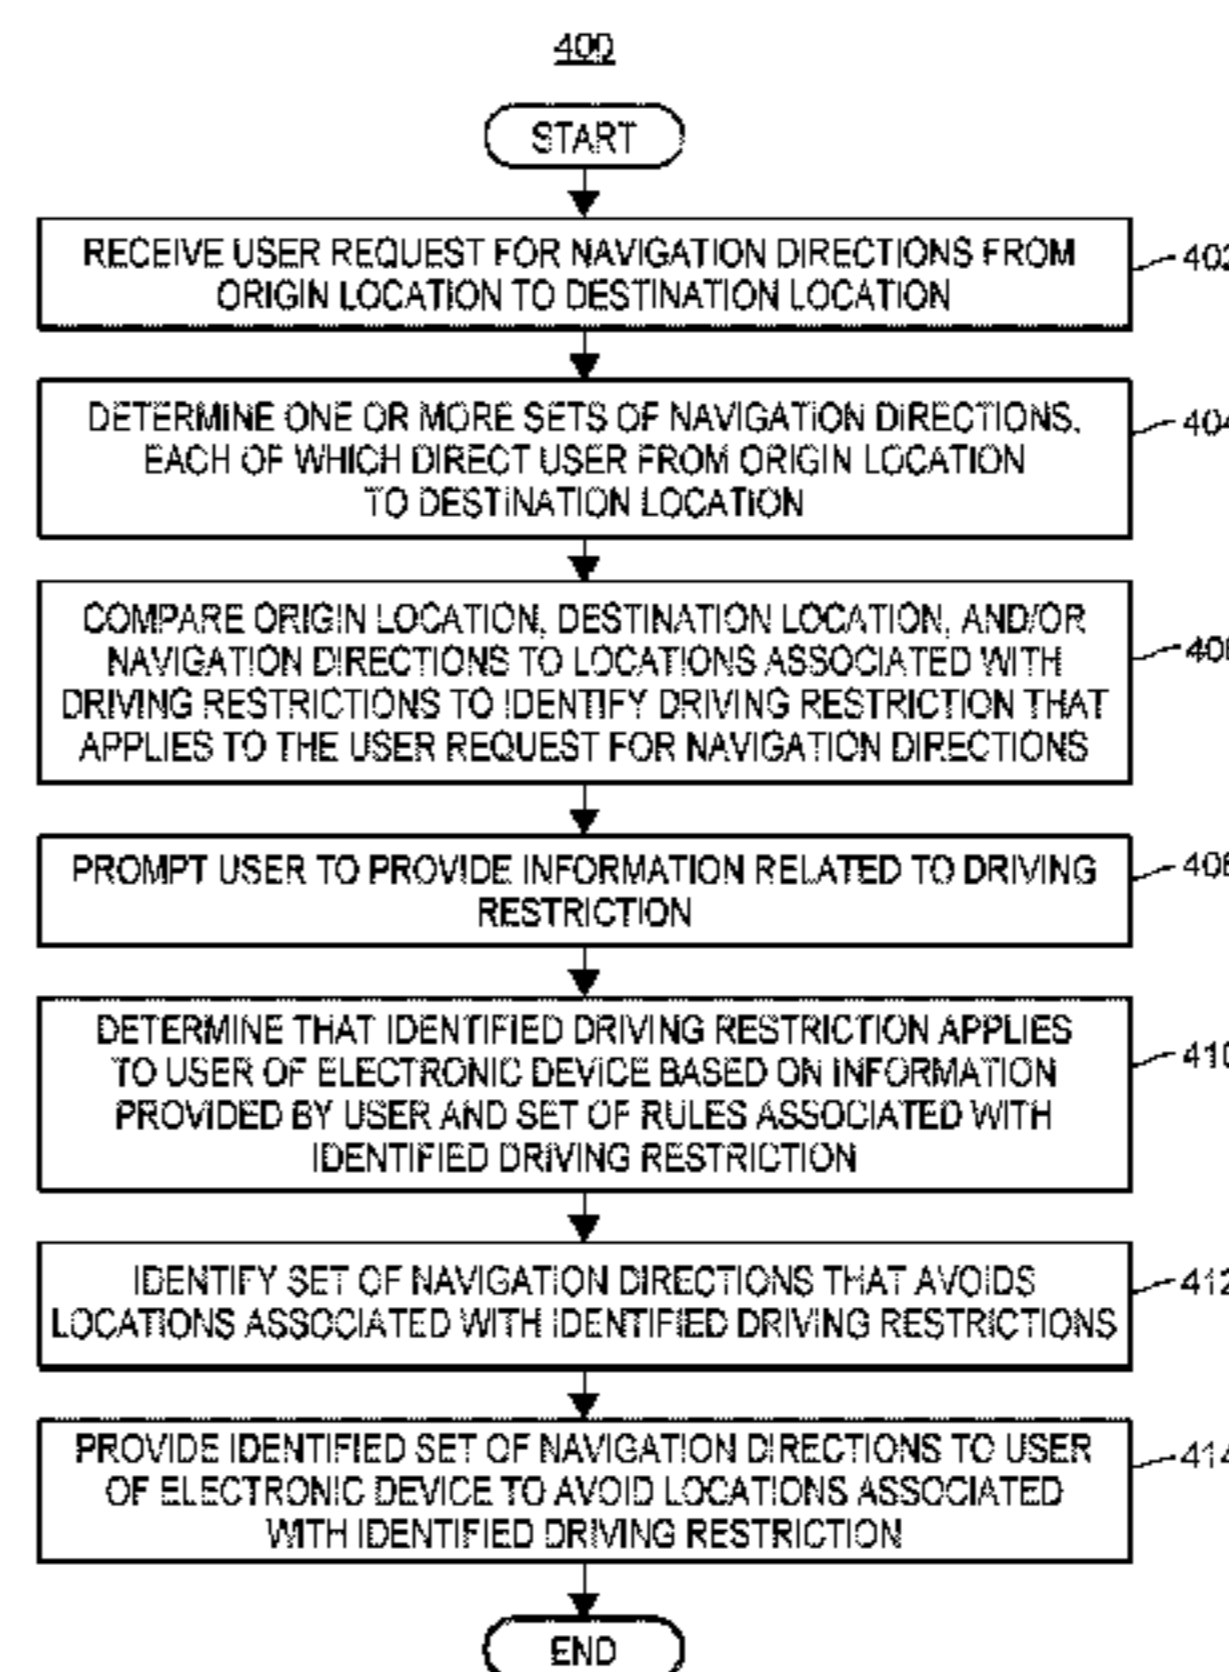 400
START
RECEIVE USER REQUEST FOR NAVIGATION DIRECTIONS FROM
ORIGIN LOCATION TO DESTINATION LOCATION
402
DETERMINE ONE OR MORE SETS OF NAVIGATION DIRECTIONS,
EACH OF WHICH DIRECT USER FROM ORIGIN LOCATION
TO DESTINATION LOCATION
404
COMPARE ORIGIN LOCATION, DESTINATION LOCATION, AND/OR
NAVIGATION DIRECTIONS TO LOCATIONS ASSOCIATED WITH
DRIVING RESTRICTIONS TO IDENTIFY DRIVING RESTRICTION THAT
APPLIES TO THE USER REQUEST FOR NAVIGATION DIRECTIONS
PROMPT USER TO PROVIDE INFORMATION RELATED TO DRIVING
RESTRICTION
DETERMINE THAT IDENTIFIED DRIVING RESTRICTION APPLIES
TO USER OF ELECTRONIC DEVICE BASED ON INFORMATION
PROVIDED BY USER AND SET OF RULES ASSOCIATED WITH
IDENTIFIED DRIVING RESTRICTION
410
IDENTIFY SET OF NAVIGATION DIRECTIONS THAT AVOIDS
LOCATIONS ASSOCIATED WITH IDENTIFIED DRIVING RESTRICTIONS
412
PROVIDE IDENTIFIED SET OF NAVIGATION DIRECTIONS TO USER
OF ELECTRONIC DEVICE TO AVOID LOCATIONS ASSOCIATED
WITH IDENTIFIED DRIVING RESTRICTION
414
END